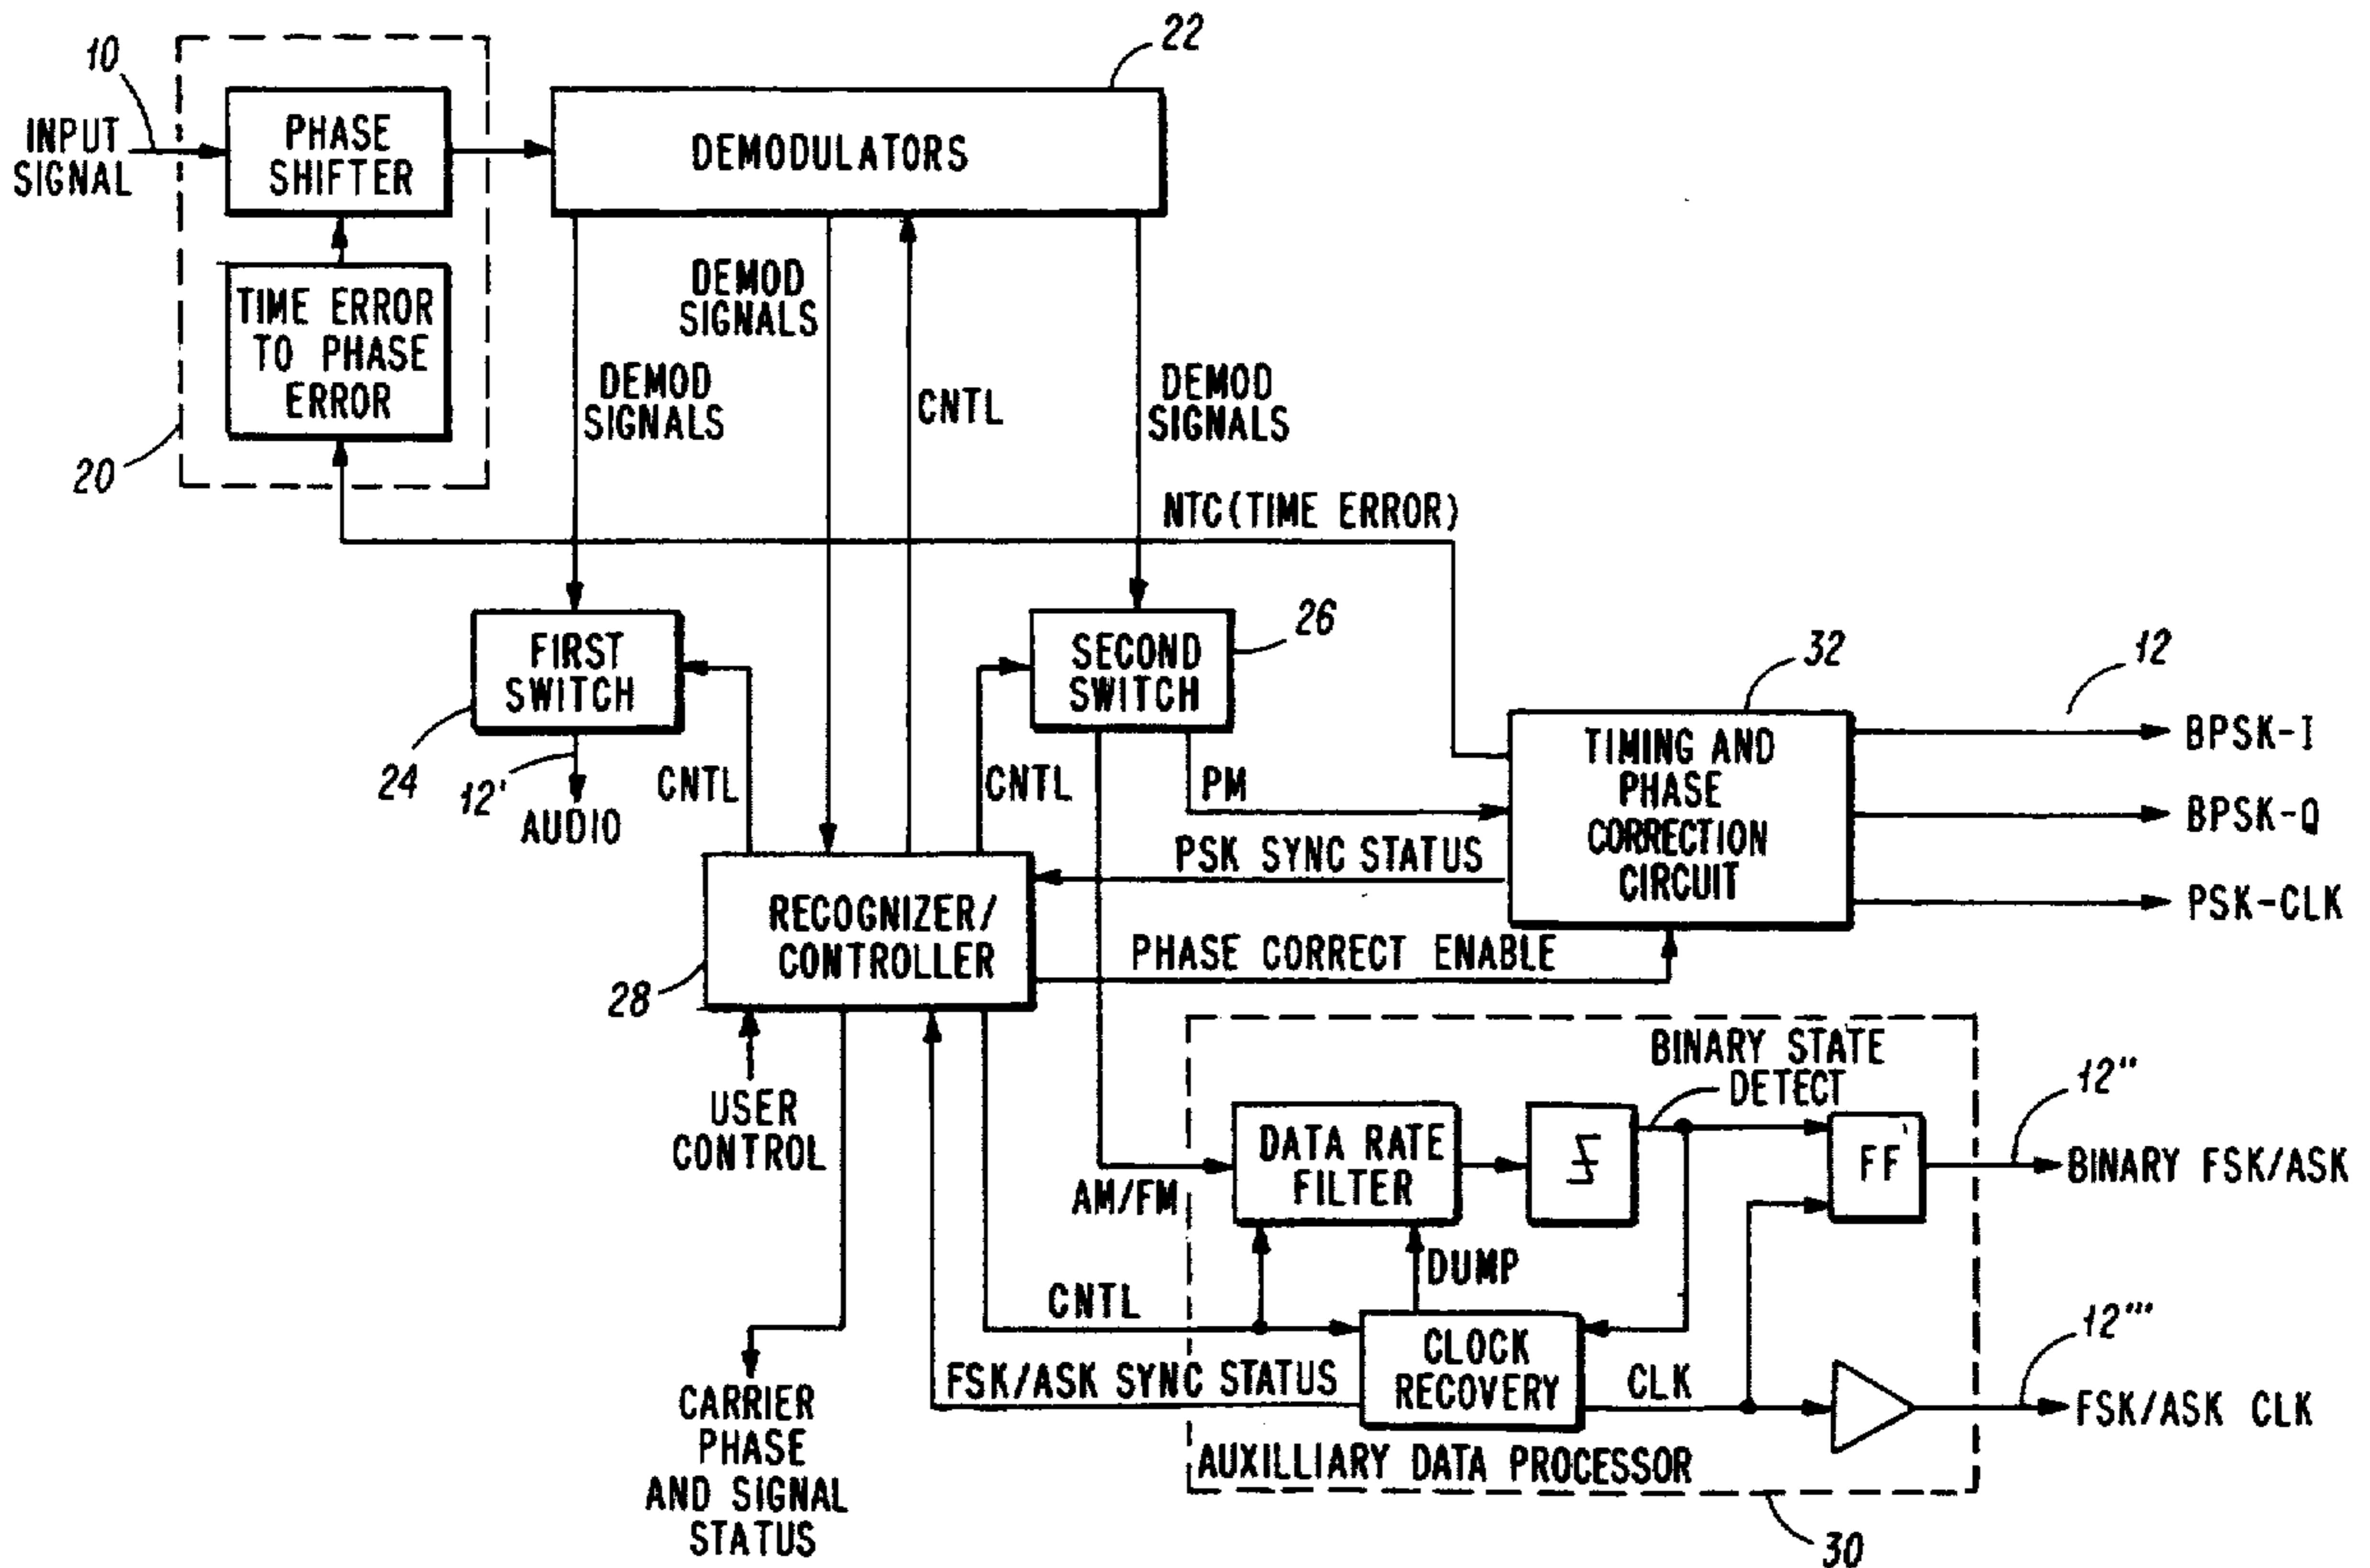 10
22
INPUT
SIGNAL
PHASE
SHIFTER
DEMODULATORS
TIME ERROR
TO PHASE
ERROR
20
DEMOD
SIGNALS
DEMOD
SIGNALS
CNTL
DEMOD
SIGNALS
NTC(TIME ERROR)
FIRST
SWITCH
24
12'
AUDIO
CNTL
SECOND
SWITCH
26
CNTL
PM
32
12
TIMING AND
PHASE
CORRECTION
CIRCUIT
BPSK-I
BPSK-Q
PSK-CLK
PSK SYNC STATUS
RECOGNIZER/
CONTROLLER
28
PHASE CORRECT ENABLE
USER
CONTROL
BINARY STATE
DETECT
12"
AM/FM
DATA RATE
FILTER
FF
BINARY FSK/ASK
DUMP
CNTL
CLOCK
RECOVERY
FSK/ASK SYNC STATUS
CLK
12'''
FSK/ASK CLK
AUXILLIARY DATA PROCESSOR
30
CARRIER
PHASE
AND SIGNAL
STATUS